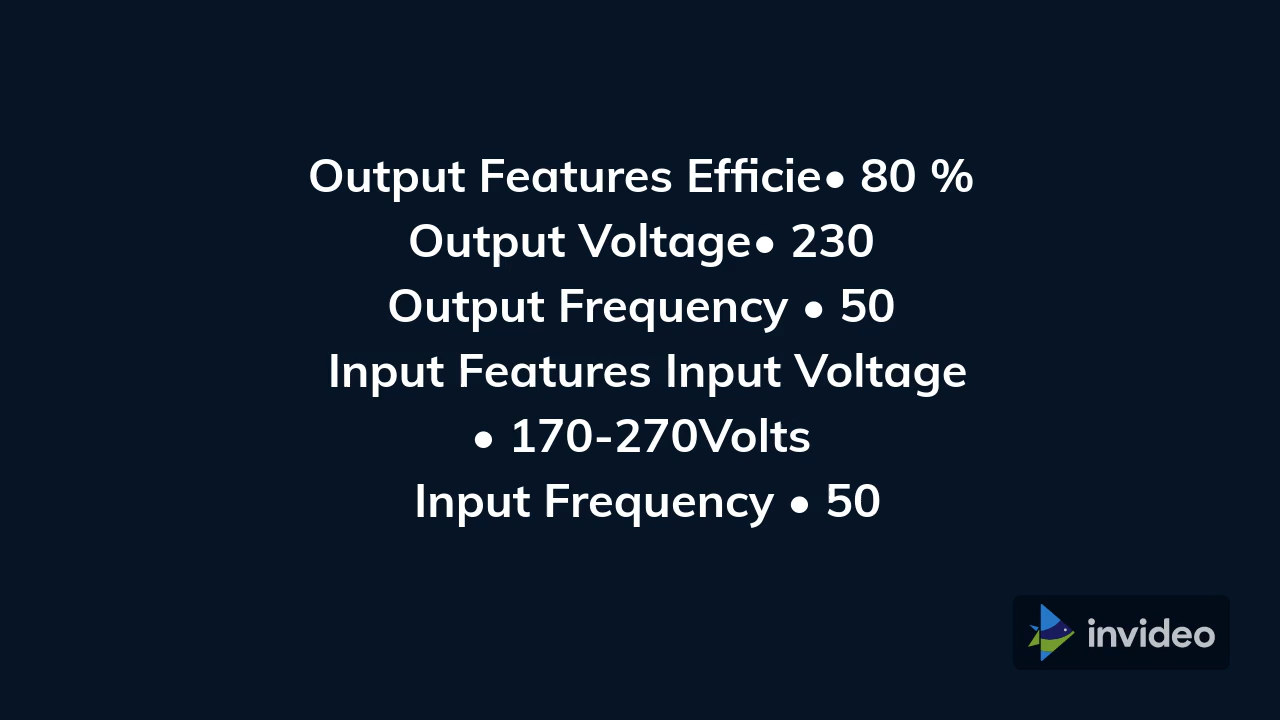 Output Features Efficie• 80 %
Output Voltage• 230
Output Frequency • 50
Input Features Input Voltage
• 170-270Volts
Input Frequency • 50
invideo